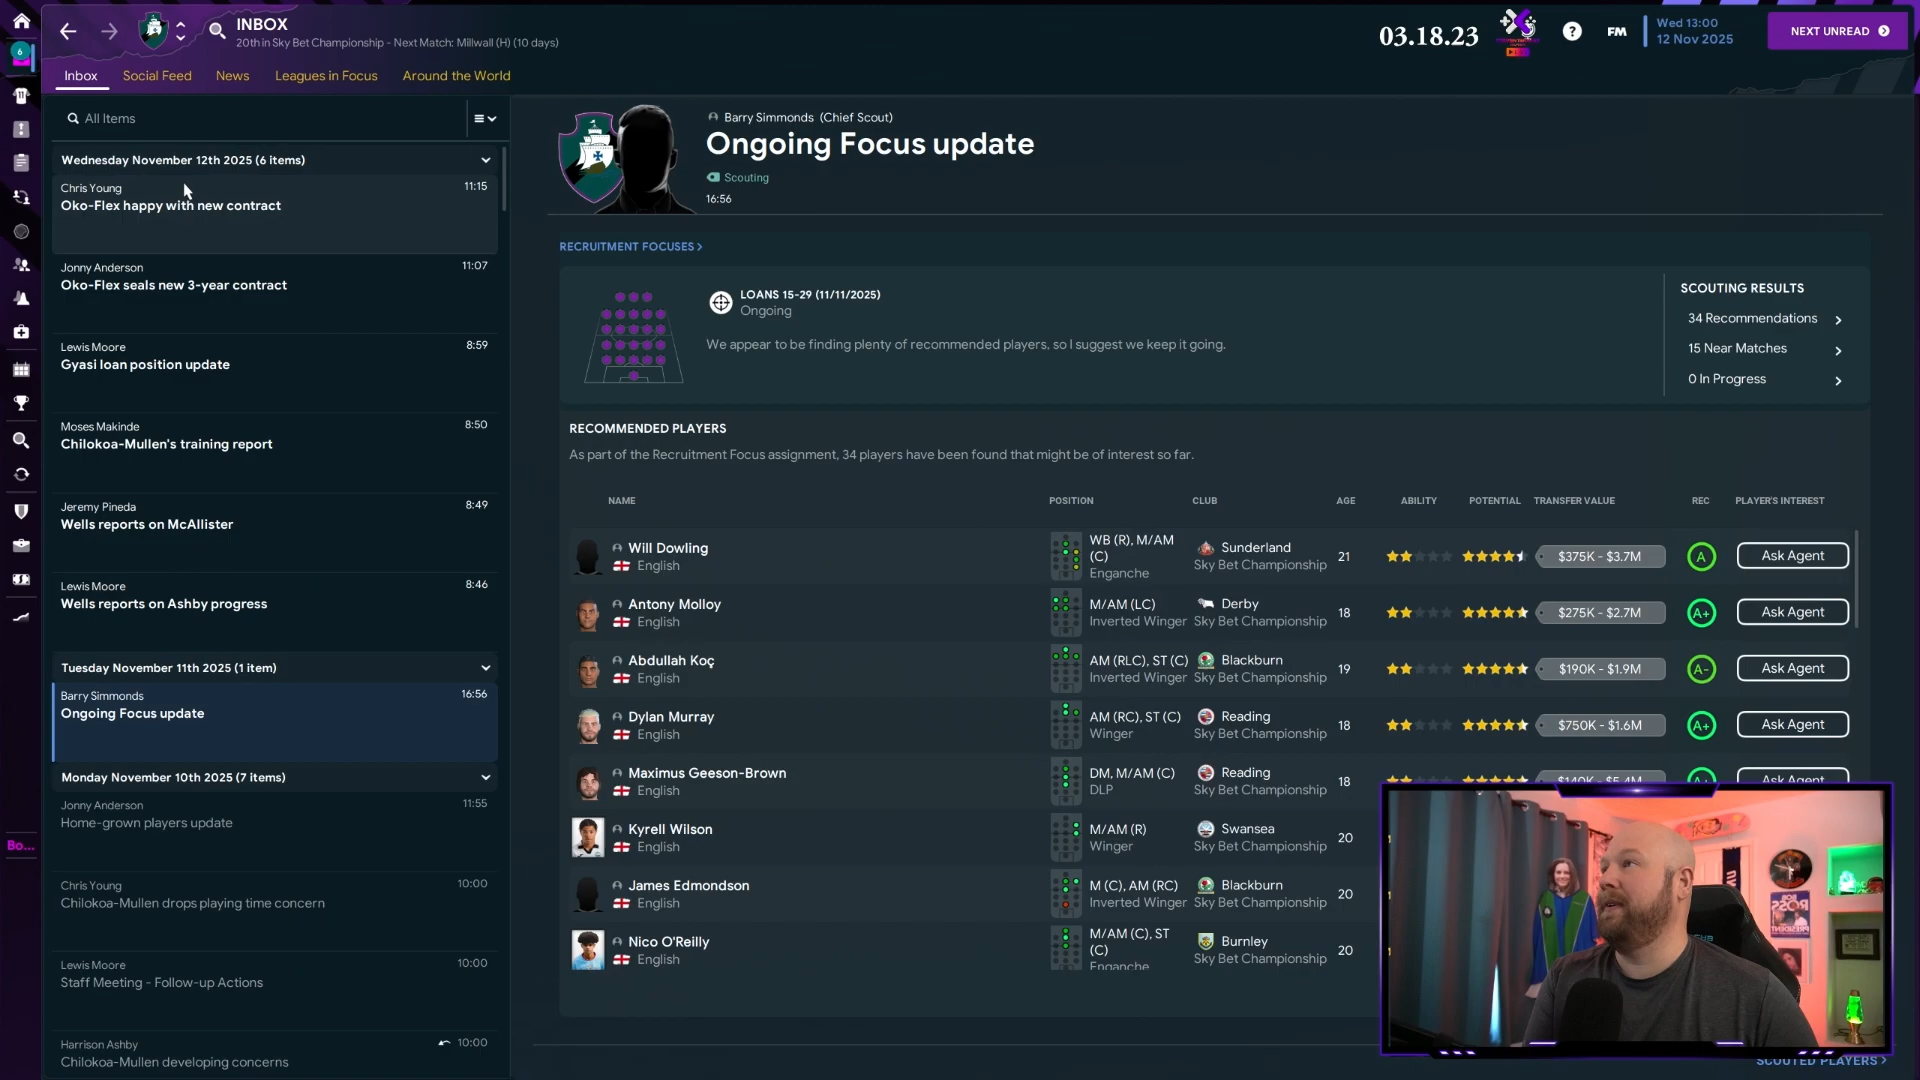 INBOX
20th in Sky Bet Championship - Next Match: Millwall (H) (10 days)
03.18.23
FM
Wed 13:00
12 Nov 2025
NEXT UNREAD
6
Inbox
Social Feed
News
Leagues in Focus
Around the World
All Items
Wednesday November 12th 2025 (6 items)
Chris Young 11:15
Oko-Flex happy with new contract
Jonny Anderson 11:07
Oko-Flex seals new 3-year contract
Lewis Moore 8:59
Gyasi loan position update
Moses Makinde 8:50
Chilokoa-Mullen's training report
Jeremy Pineda 8:49
Wells reports on McAllister
Lewis Moore 8:46
Wells reports on Ashby progress
Tuesday November 11th 2025 (1 item)
Barry Simmonds 16:56
Ongoing Focus update
Monday November 10th 2025 (7 items)
Jonny Anderson 11:55
Home-grown players update
Chris Young 10:00
Chilokoa-Mullen drops playing time concern
Lewis Moore 10:00
Staff Meeting - Follow-up Actions
Harrison Ashby 10:00
Chilokoa-Mullen developing concerns
Bo...
Barry Simmonds (Chief Scout)
Ongoing Focus update
Scouting
16:56
RECRUITMENT FOCUSES >
LOANS 15-29 (11/11/2025)
Ongoing
We appear to be finding plenty of recommended players, so I suggest we keep it going.
SCOUTING RESULTS
34 Recommendations
15 Near Matches
0 In Progress
RECOMMENDED PLAYERS
As part of the Recruitment Focus assignment, 34 players have been found that might be of interest so far.
NAME POSITION CLUB AGE ABILITY POTENTIAL TRANSFER VALUE REC PLAYER'S INTEREST
Will Dowling WB (R), M/AM (C) Sunderland 21 $375K - $3.7M A Ask Agent
English Enganche Sky Bet Championship
Antony Molloy M/AM (LC) Derby 18 $275K - $2.7M A+ Ask Agent
English Inverted Winger Sky Bet Championship
Abdullah Koç AM (RLC), ST (C) Blackburn 19 $190K - $1.9M A- Ask Agent
English Inverted Winger Sky Bet Championship
Dylan Murray AM (RC), ST (C) Reading 18 $750K - $1.6M A+ Ask Agent
English Winger Sky Bet Championship
Maximus Geeson-Brown DM, M/AM (C) Reading 18 $140K - $5.4M A+ Ask Agent
English DLP Sky Bet Championship
Kyrell Wilson M/AM (R) Swansea 20
English Winger Sky Bet Championship
James Edmondson M (C), AM (RC) Blackburn 20
English Inverted Winger Sky Bet Championship
Nico O'Reilly M/AM (C), ST (C) Burnley 20
English Enganche Sky Bet Championship
SCOUTED PLAYERS >